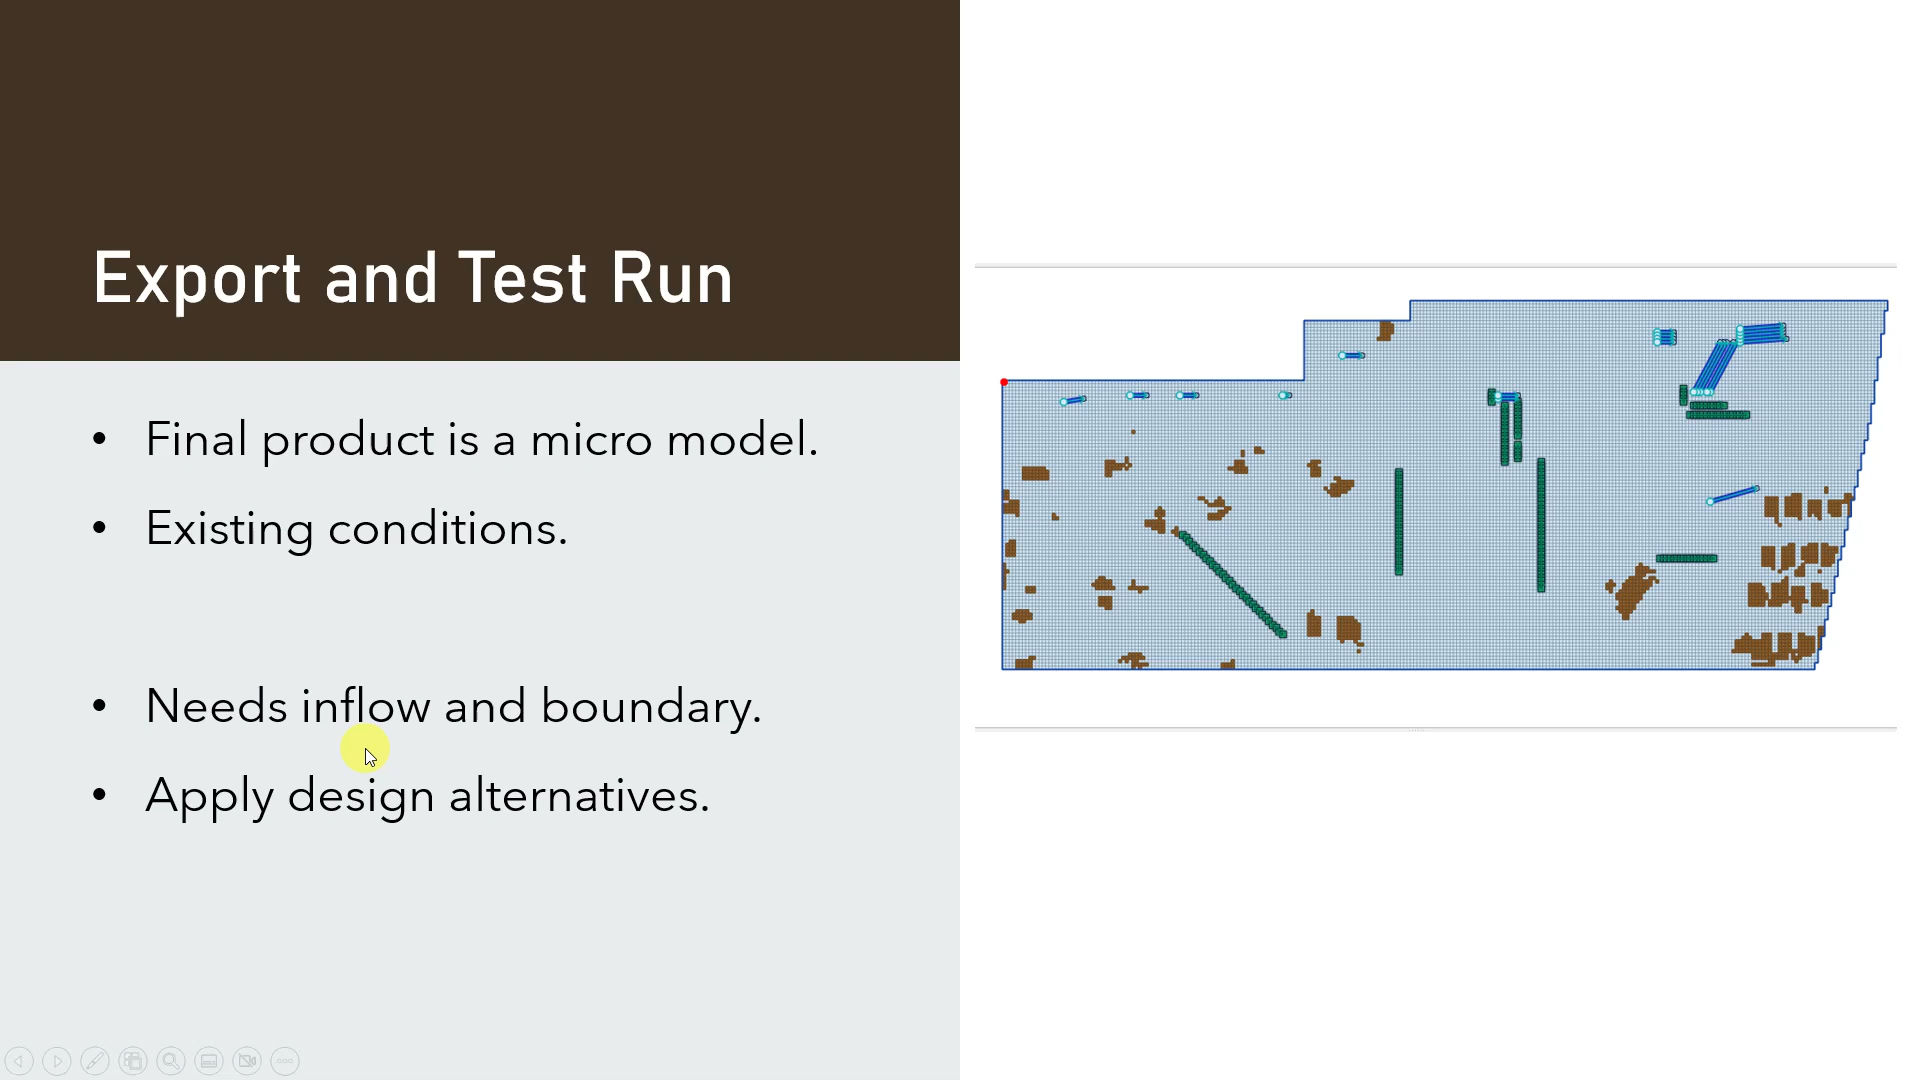 Export and Test Run
• Final product is a micro model.
• Existing conditions.
• Needs inflow and boundary.
• Apply design alternatives.